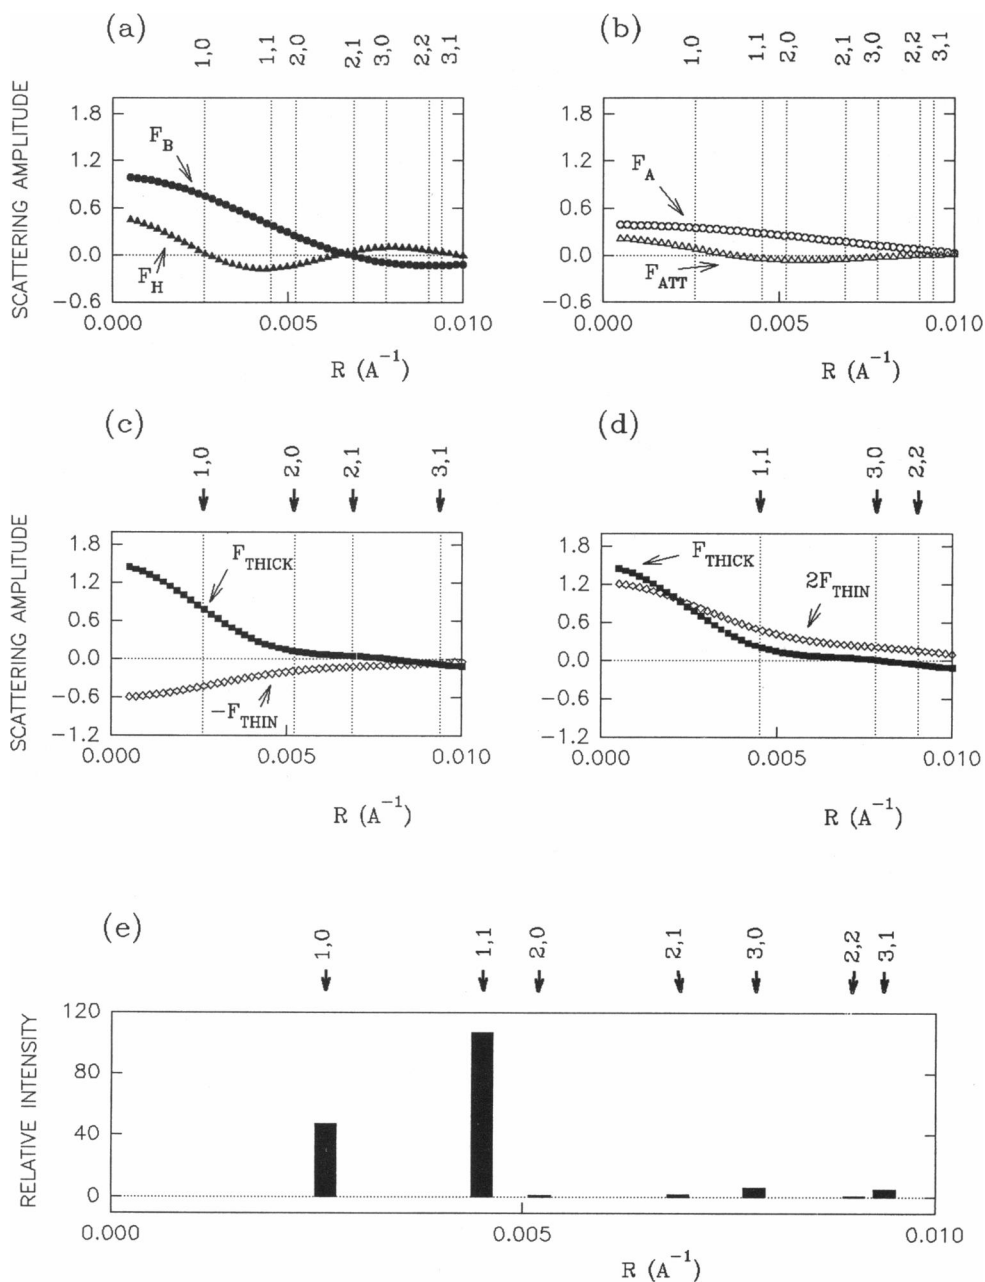 (a)
1,0 1,1 2,0 2,1 3,0 2,2 3,1
SCATTERING AMPLITUDE
1.8
1.2
0.6
0.0
−0.6
F_B
F_H
0.000 0.005 0.010
R (A⁻¹)
(b)
1,0 1,1 2,0 2,1 3,0 2,2 3,1
1.8
1.2
0.6
0.0
−0.6
F_A
F_ATT
0.000 0.005 0.010
R (A⁻¹)
(c)
1,0 2,0 2,1 3,1
SCATTERING AMPLITUDE
1.8
1.2
0.6
0.0
−0.6
−1.2
F_THICK
−F_THIN
0.000 0.005 0.010
R (A⁻¹)
(d)
1,1 3,0 2,2
1.8
1.2
0.6
0.0
−0.6
−1.2
F_THICK
2F_THIN
0.000 0.005 0.010
R (A⁻¹)
(e)
1,0 1,1 2,0 2,1 3,0 2,2 3,1
RELATIVE INTENSITY
120
80
40
0
0.000 0.005 0.010
R (A⁻¹)